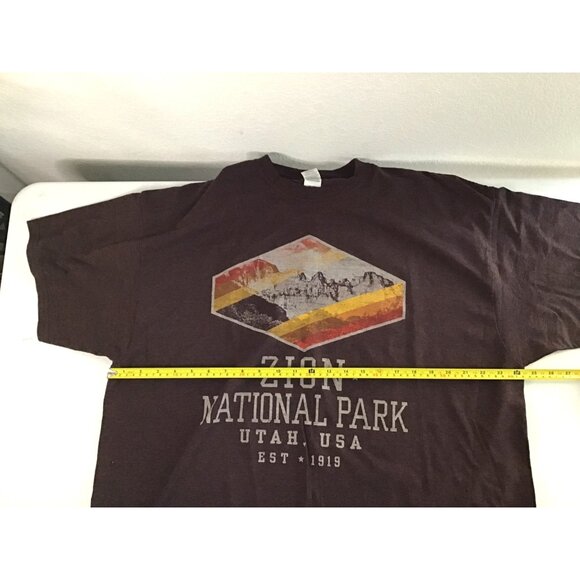 ZION
NATIONAL PARK
UTAH, USA
EST ★ 1919